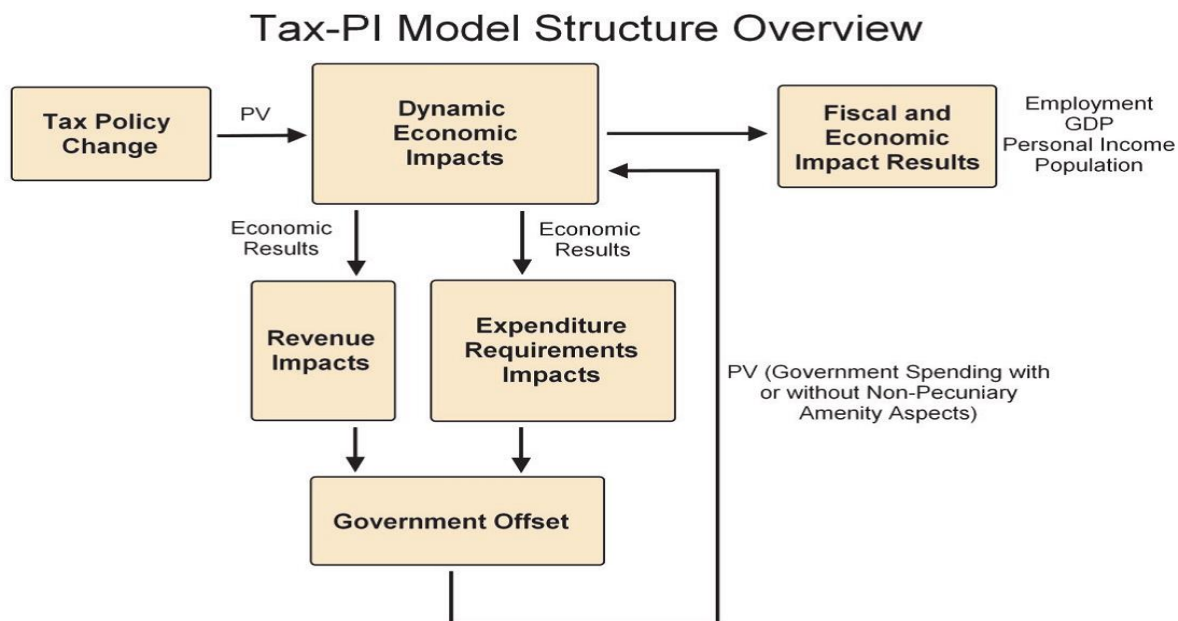 Tax-PI Model Structure Overview
Tax Policy
Change
PV
Dynamic
Economic
Impacts
Fiscal and
Economic
Impact Results
Employment
GDP
Personal Income
Population
Economic
Results
Economic
Results
Revenue
Impacts
Expenditure
Requirements
Impacts
PV (Government Spending with
or without Non-Pecuniary
Amenity Aspects)
Government Offset